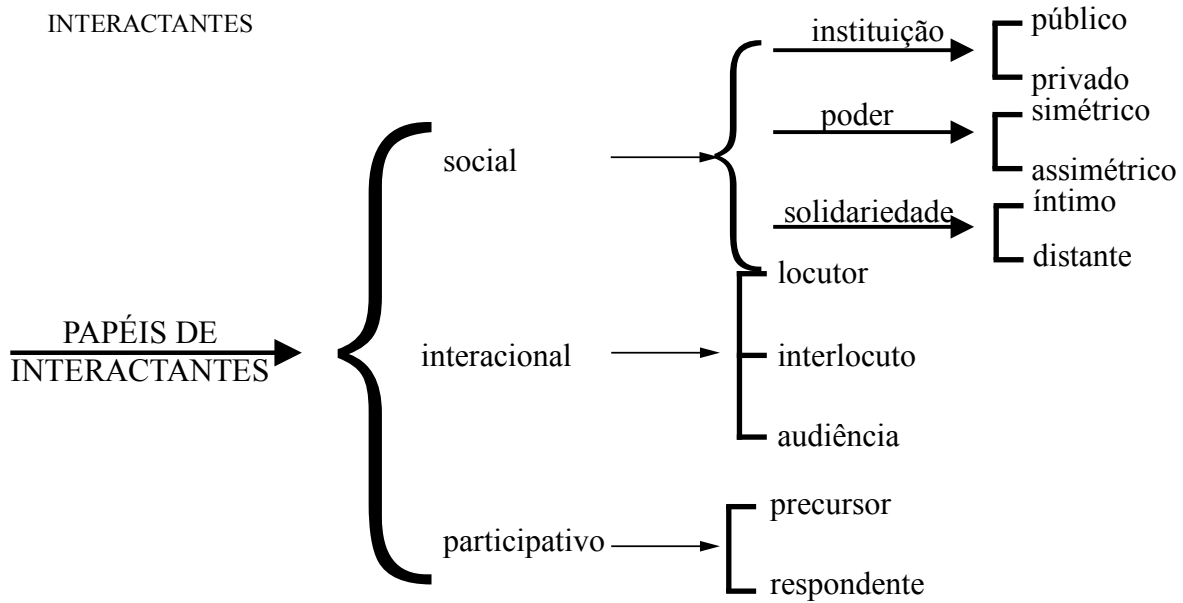 INTERACTANTES
instituição
público
privado
poder
simétrico
assimétrico
social
solidariedade
íntimo
distante
locutor
PAPÉIS DE
INTERACTANTES
interacional
interlocuto
audiência
participativo
precursor
respondente